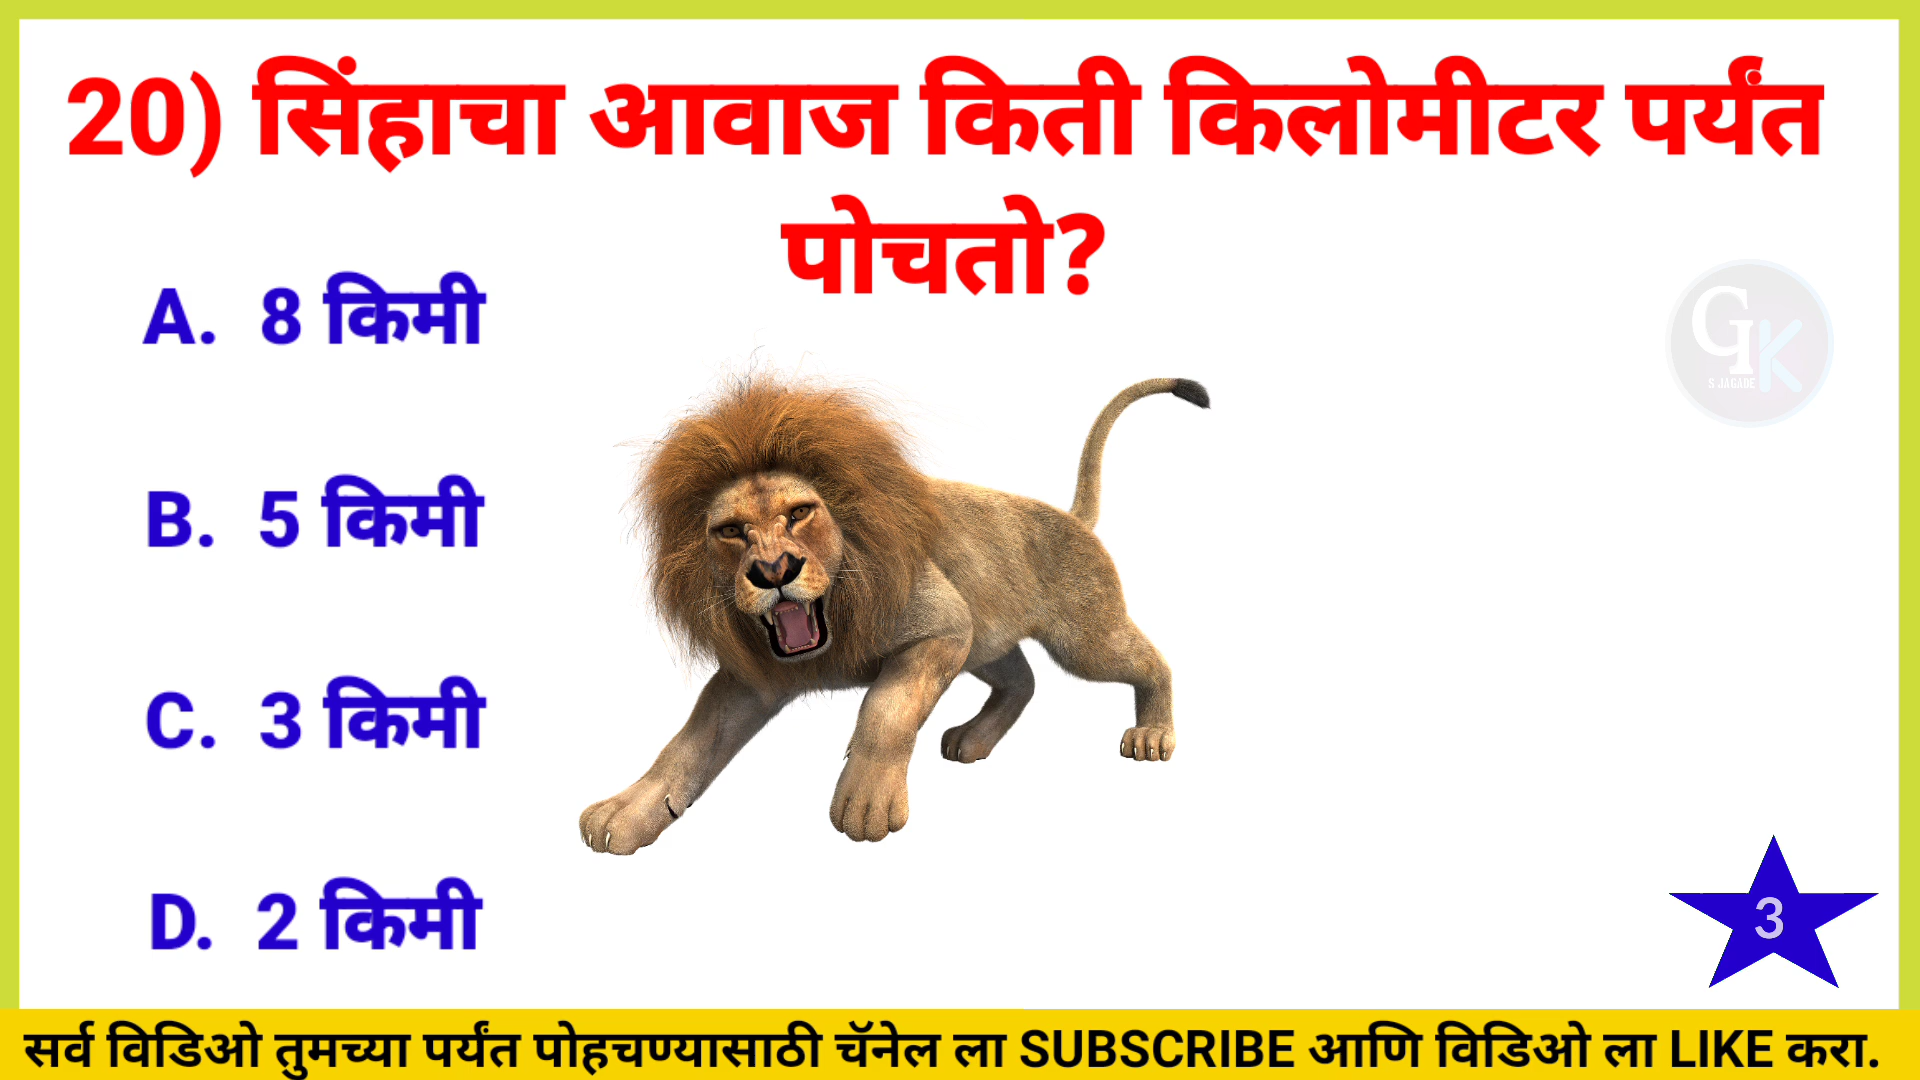 20) सिंहाचा आवाज किती किलोमीटर पर्यंत
पोचतो?
A. 8 किमी
B. 5 किमी
C. 3 किमी
D. 2 किमी
GK
S JAGADE
3
सर्व विडिओ तुमच्या पर्यंत पोहचण्यासाठी चॅनेल ला SUBSCRIBE आणि विडिओ ला LIKE करा.